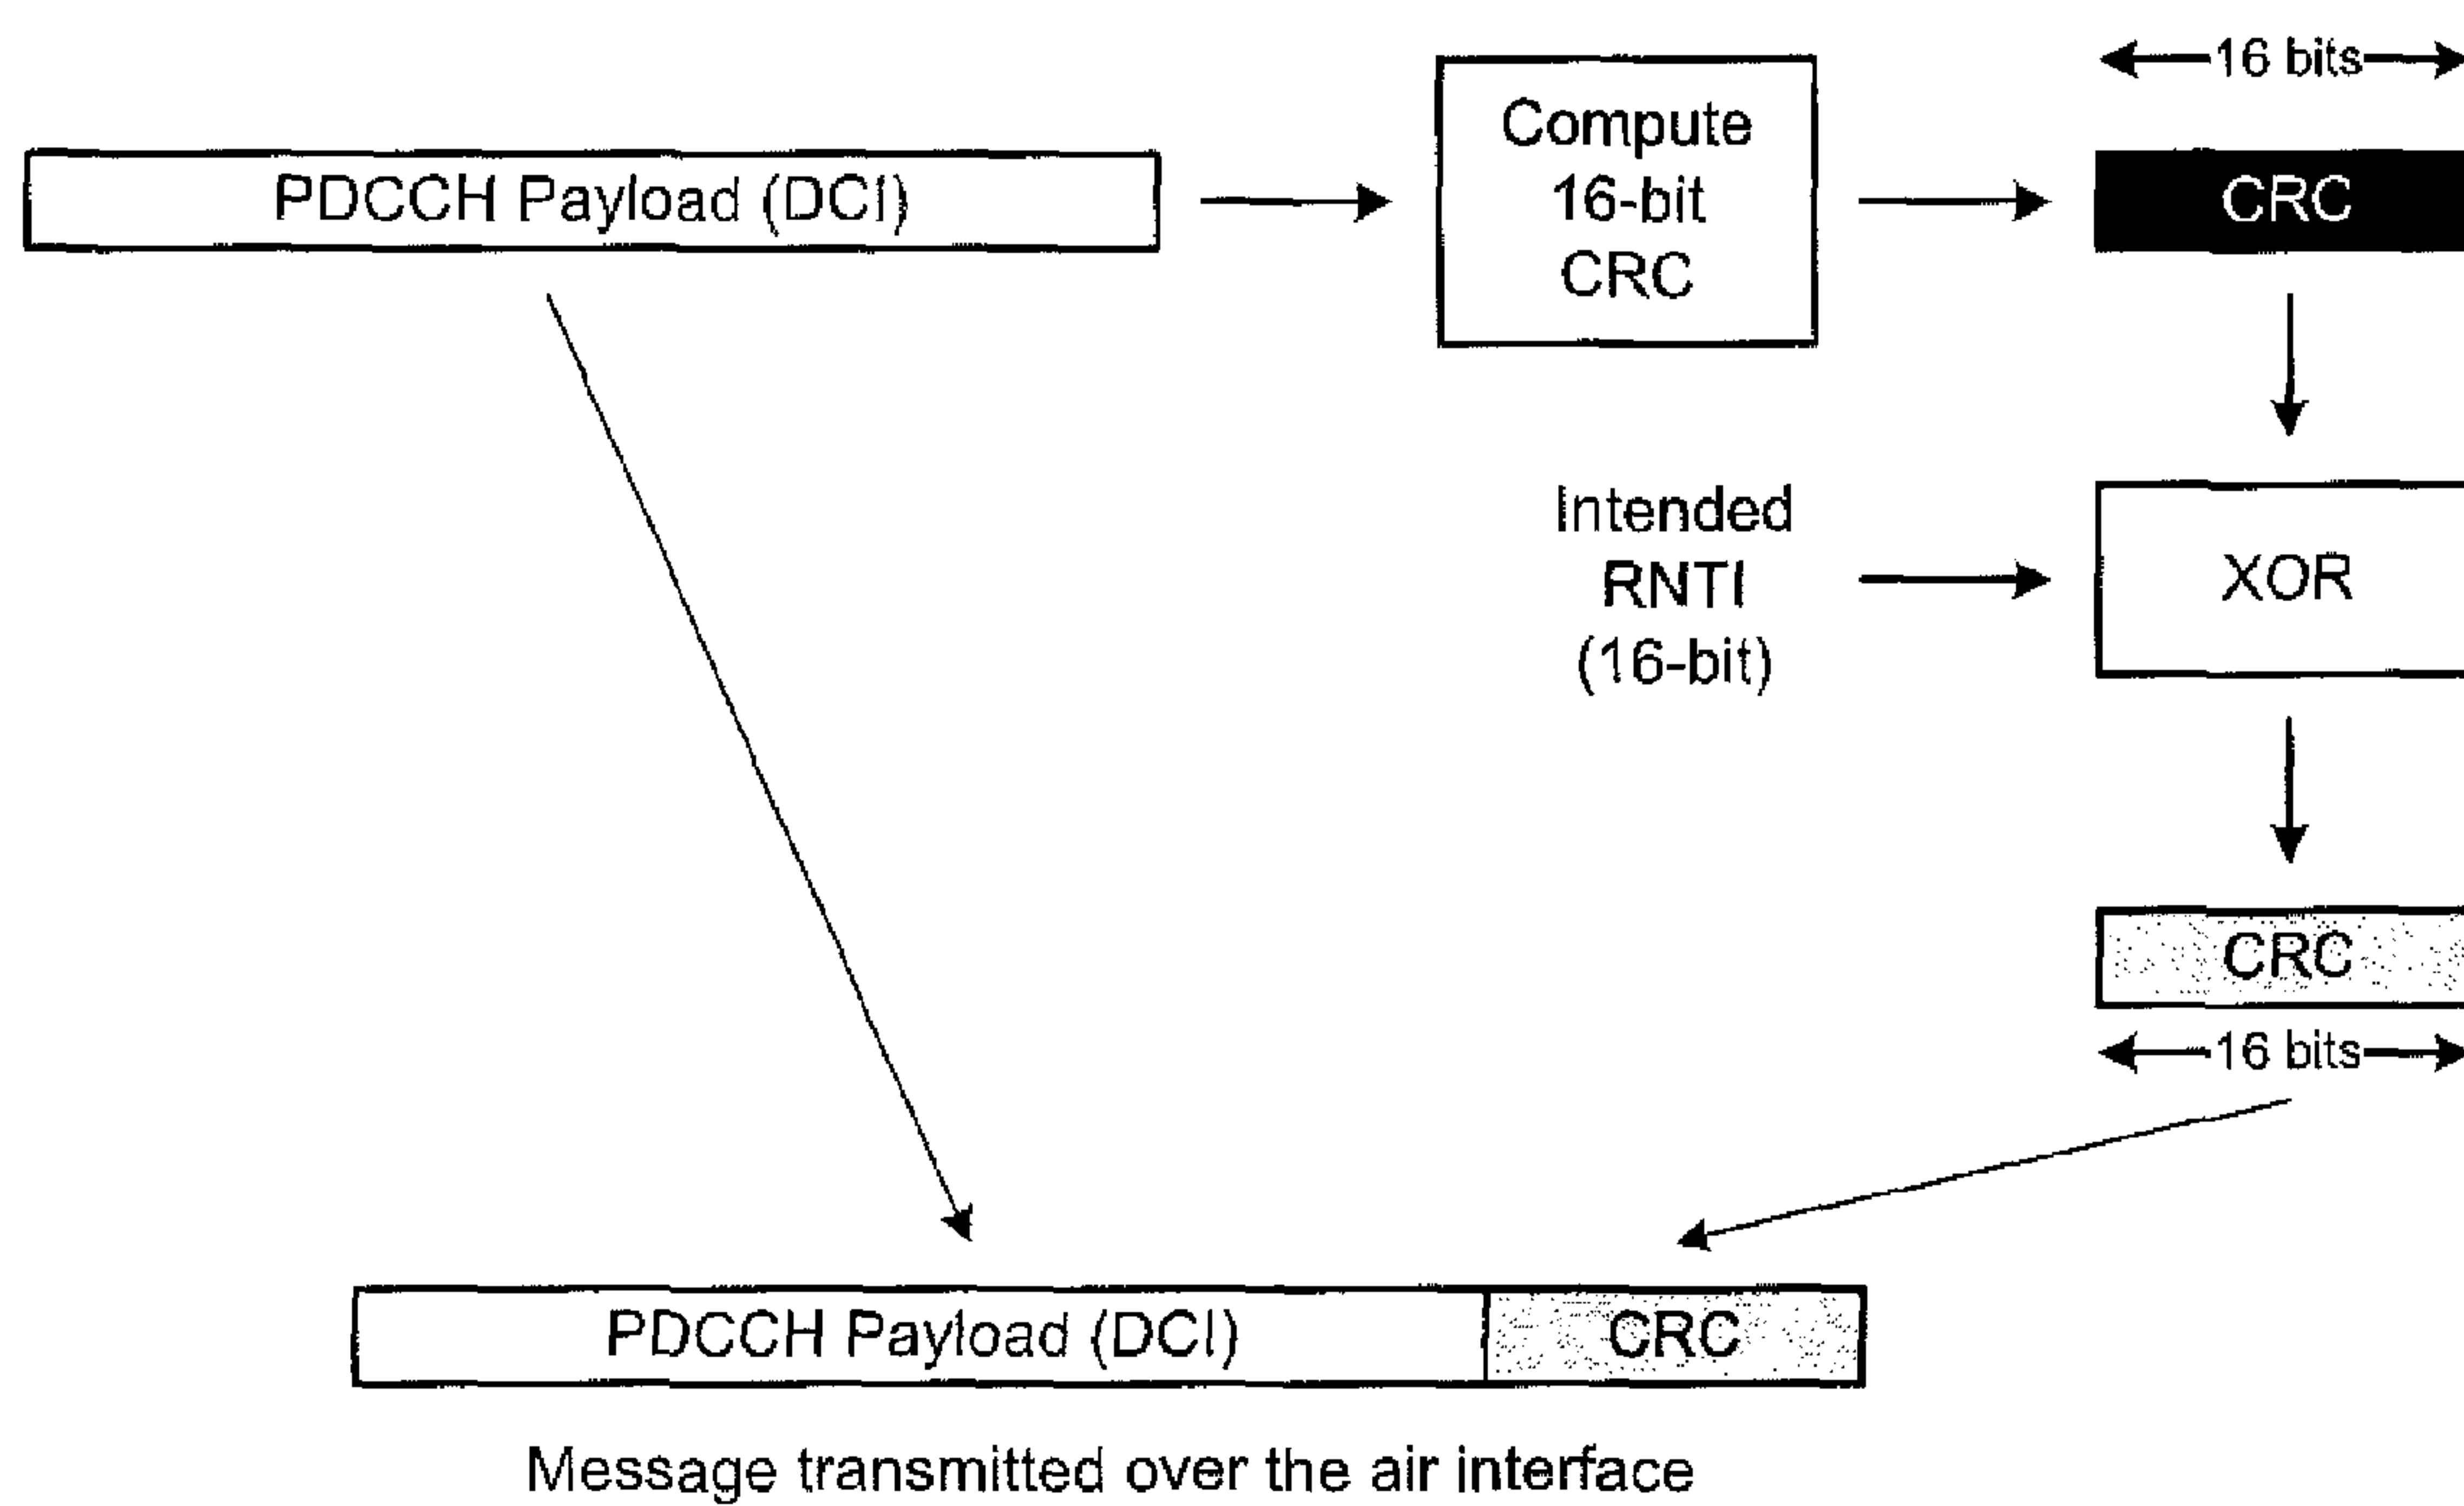 16 bits
PDCCH Payload (DCI)
Compute
16-bit
CRC
CRC
Intended
RNTI
(16-bit)
XOR
CRC
16 bits
PDCCH Payload (DCI)
CRC
Message transmitted over the air interface